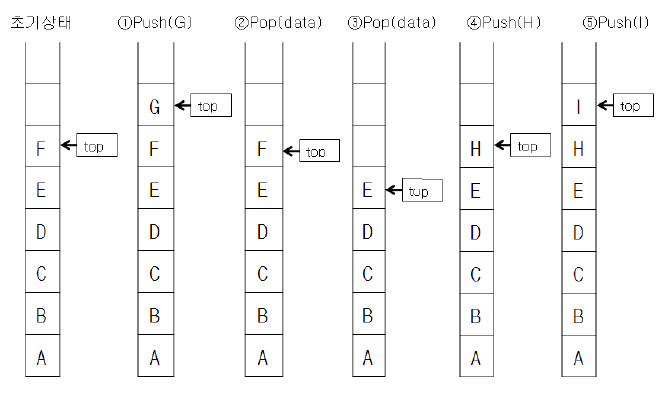 초기상태 ①Push(G) ②Pop(data) ③Pop(data) ④Push(H) ⑤Push(I)
G top I top
F top F F top H top H
E E E E tup E E
D D D D D D
C C C C C C
B B B B B B
A A A A A A